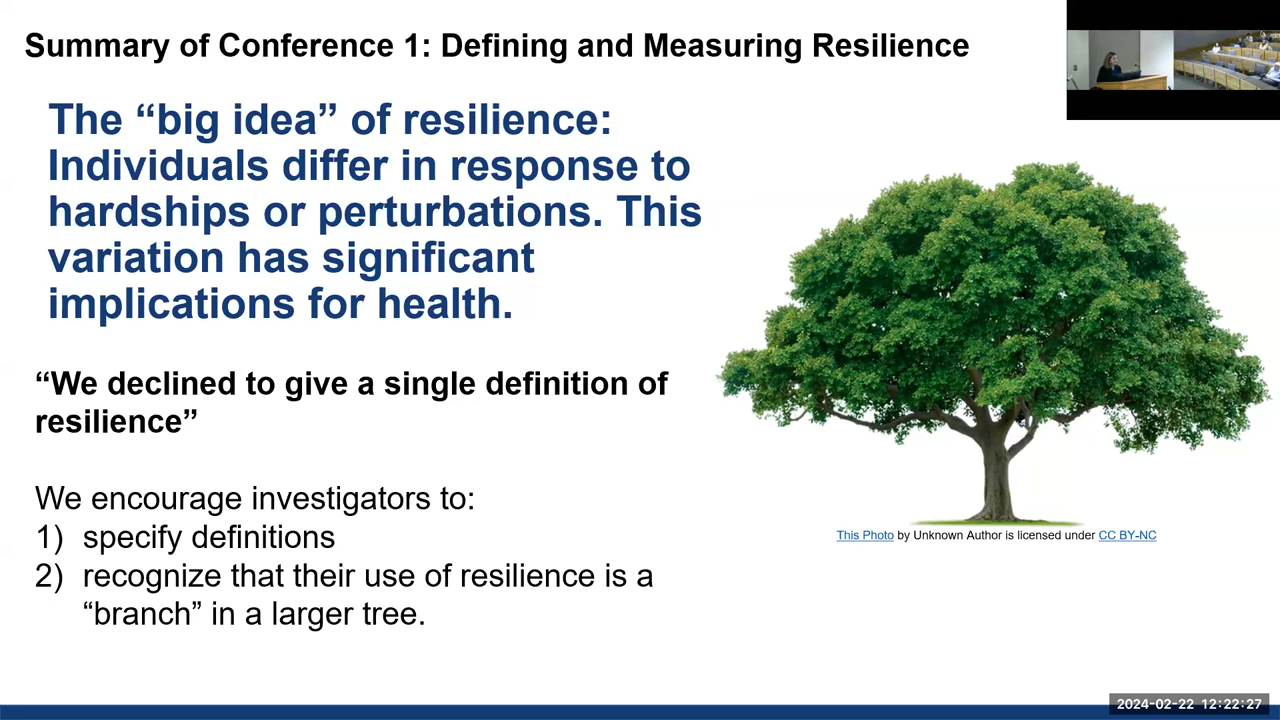 Summary of Conference 1: Defining and Measuring Resilience
The “big idea” of resilience:
Individuals differ in response to
hardships or perturbations. This
variation has significant
implications for health.
“We declined to give a single definition of
resilience”
We encourage investigators to:
1) specify definitions
2) recognize that their use of resilience is a
“branch” in a larger tree.
This Photo by Unknown Author is licensed under CC BY-NC
2024-02-22 12:22:27